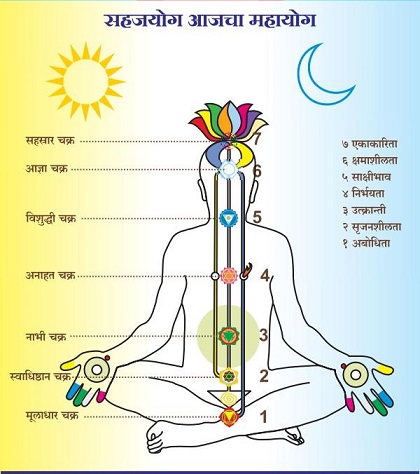 सहजयोग आजचा महायोग
सहसार चक्र
आज्ञा चक्र
विशुद्धी चक्र
अनाहत चक्र
नाभी चक्र
स्वाधिष्ठान चक्र
मूलाधार चक्र
7
6
5
4
3
2
1
७ एकाकारिता
६ क्षमाशीलता
५ साक्षीभाव
४ निर्भयता
३ उत्क्रान्ती
२ सृजनशीलता
१ अबोधिता